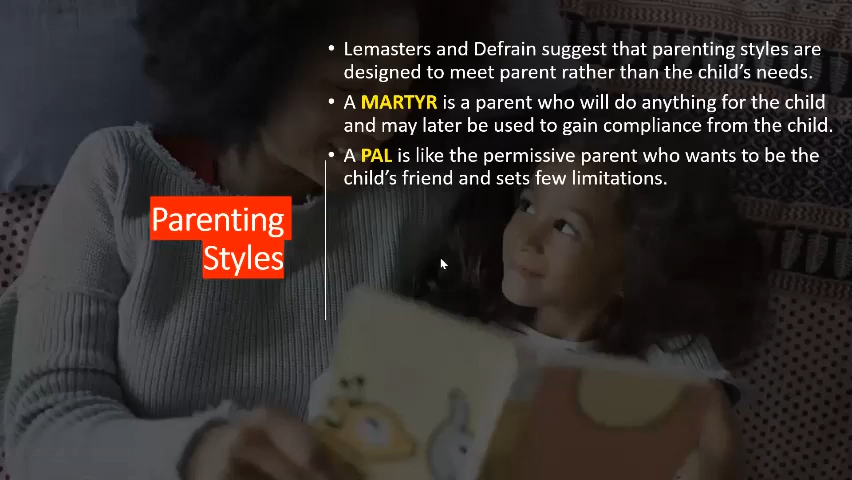 • Lemasters and Defrain suggest that parenting styles are
designed to meet parent rather than the child’s needs.
• A MARTYR is a parent who will do anything for the child
and may later be used to gain compliance from the child.
• A PAL is like the permissive parent who wants to be the
child’s friend and sets few limitations.
Parenting
Styles